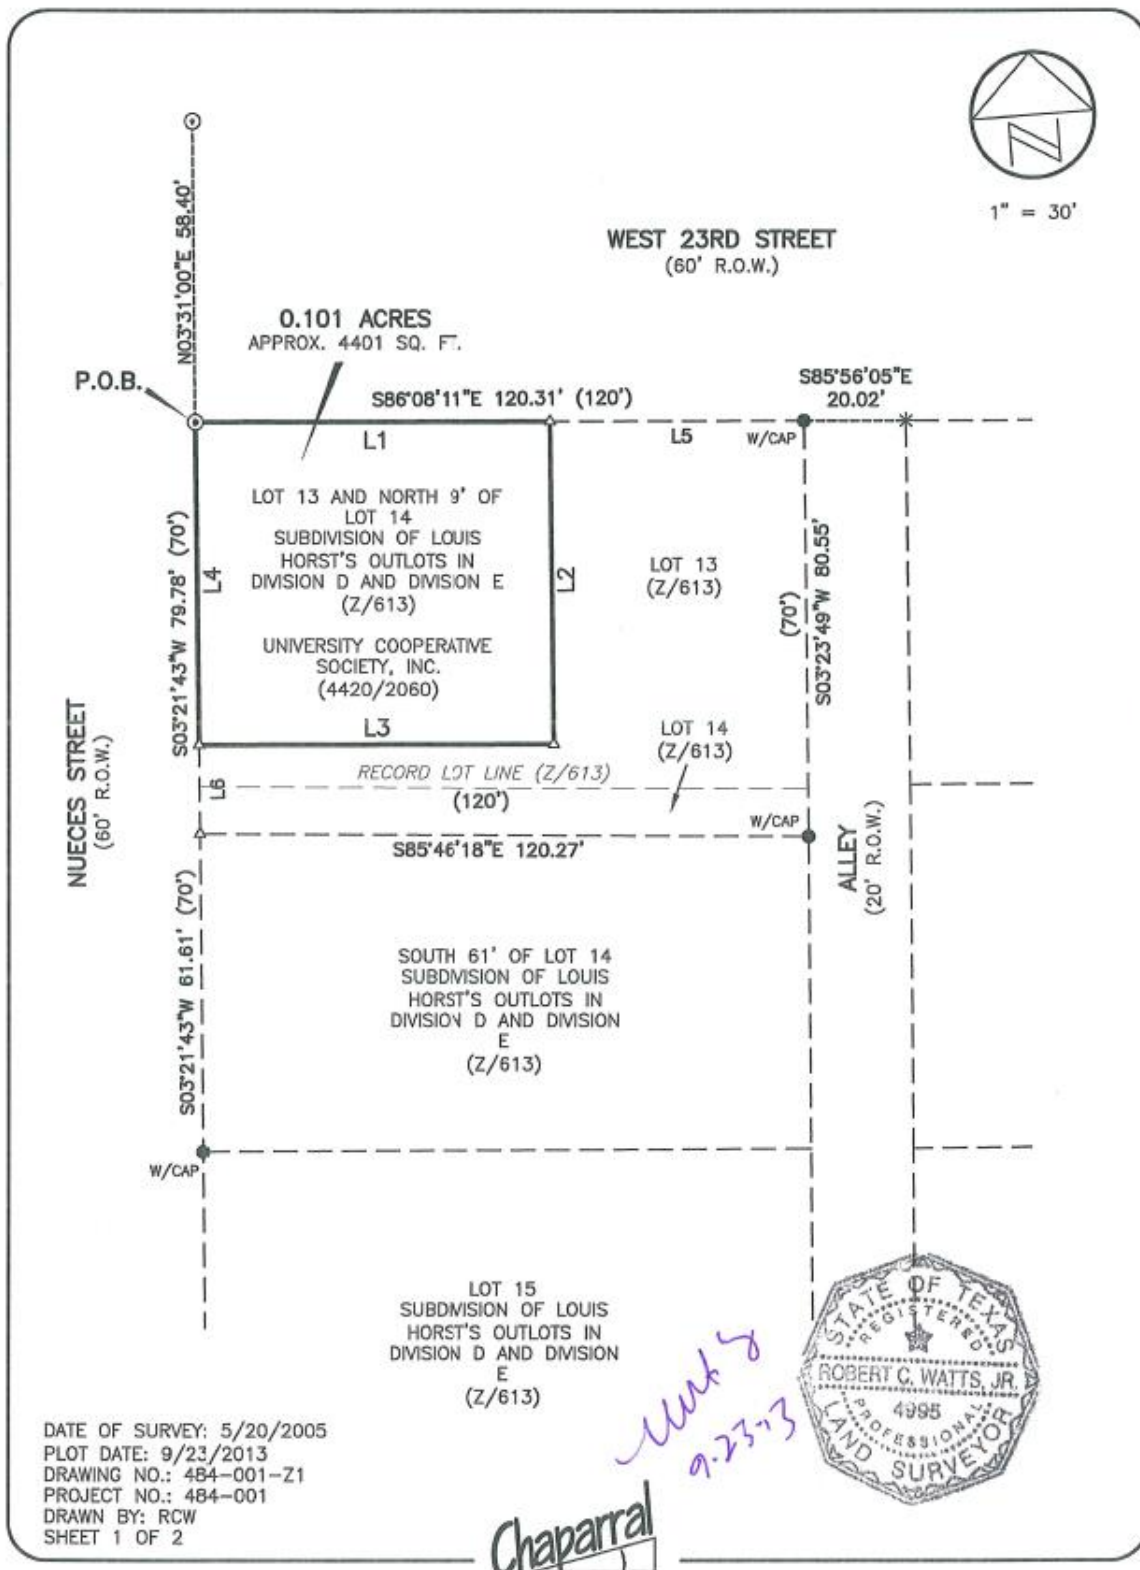 N
1" = 30'
N03°31'00"E 58.40'
WEST 23RD STREET
(60' R.O.W.)
0.101 ACRES
APPROX. 4401 SQ. FT.
P.O.B.
S86°08'11"E 120.31' (120')
S85°56'05"E
20.02'
L1
L5
W/CAP
LOT 13 AND NORTH 9' OF
LOT 14
SUBDIVISION OF LOUIS
HORST'S OUTLOTS IN
DIVISION D AND DIVISION E
(Z/613)
UNIVERSITY COOPERATIVE
SOCIETY, INC.
(4420/2060)
S03°21'43"W 79.78' (70')
L4
L2
LOT 13
(Z/613)
(70')
S03°23'49"W 80.55'
L3
LOT 14
(Z/613)
NUECES STREET
(60' R.O.W.)
L6
RECORD LOT LINE (Z/613)
(120')
W/CAP
S85°46'18"E 120.27'
ALLEY
(20' R.O.W.)
S03°21'43"W 61.61' (70')
SOUTH 61' OF LOT 14
SUBDIVISION OF LOUIS
HORST'S OUTLOTS IN
DIVISION D AND DIVISION
E
(Z/613)
W/CAP
LOT 15
SUBDIVISION OF LOUIS
HORST'S OUTLOTS IN
DIVISION D AND DIVISION
E
(Z/613)
STATE OF TEXAS
REGISTERED
ROBERT C. WATTS, JR.
4995
PROFESSIONAL
LAND SURVEYOR
9-23-13
DATE OF SURVEY: 5/20/2005
PLOT DATE: 9/23/2013
DRAWING NO.: 484-001-Z1
PROJECT NO.: 484-001
DRAWN BY: RCW
SHEET 1 OF 2
Chaparral